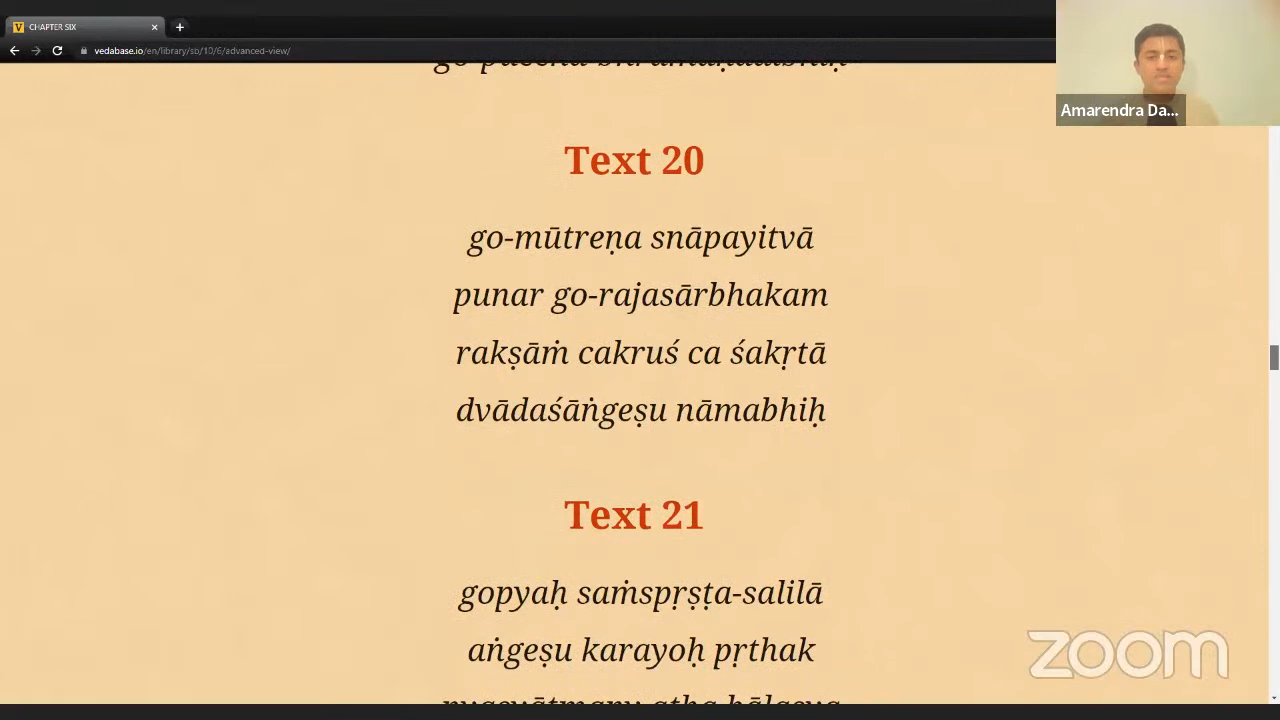 CHAPTER SIX
vedabase.io/en/library/sb/10/6/advanced-view/
Amarendra Da...
Text 20
go-mūtreṇa snāpayitvā
punar go-rajasārbhakam
rakṣāṁ cakruś ca śakṛtā
dvādaśāṅgeṣu nāmabhiḥ
Text 21
gopyaḥ saṁspṛṣṭa-salilā
aṅgeṣu karayoḥ pṛthak
zoom